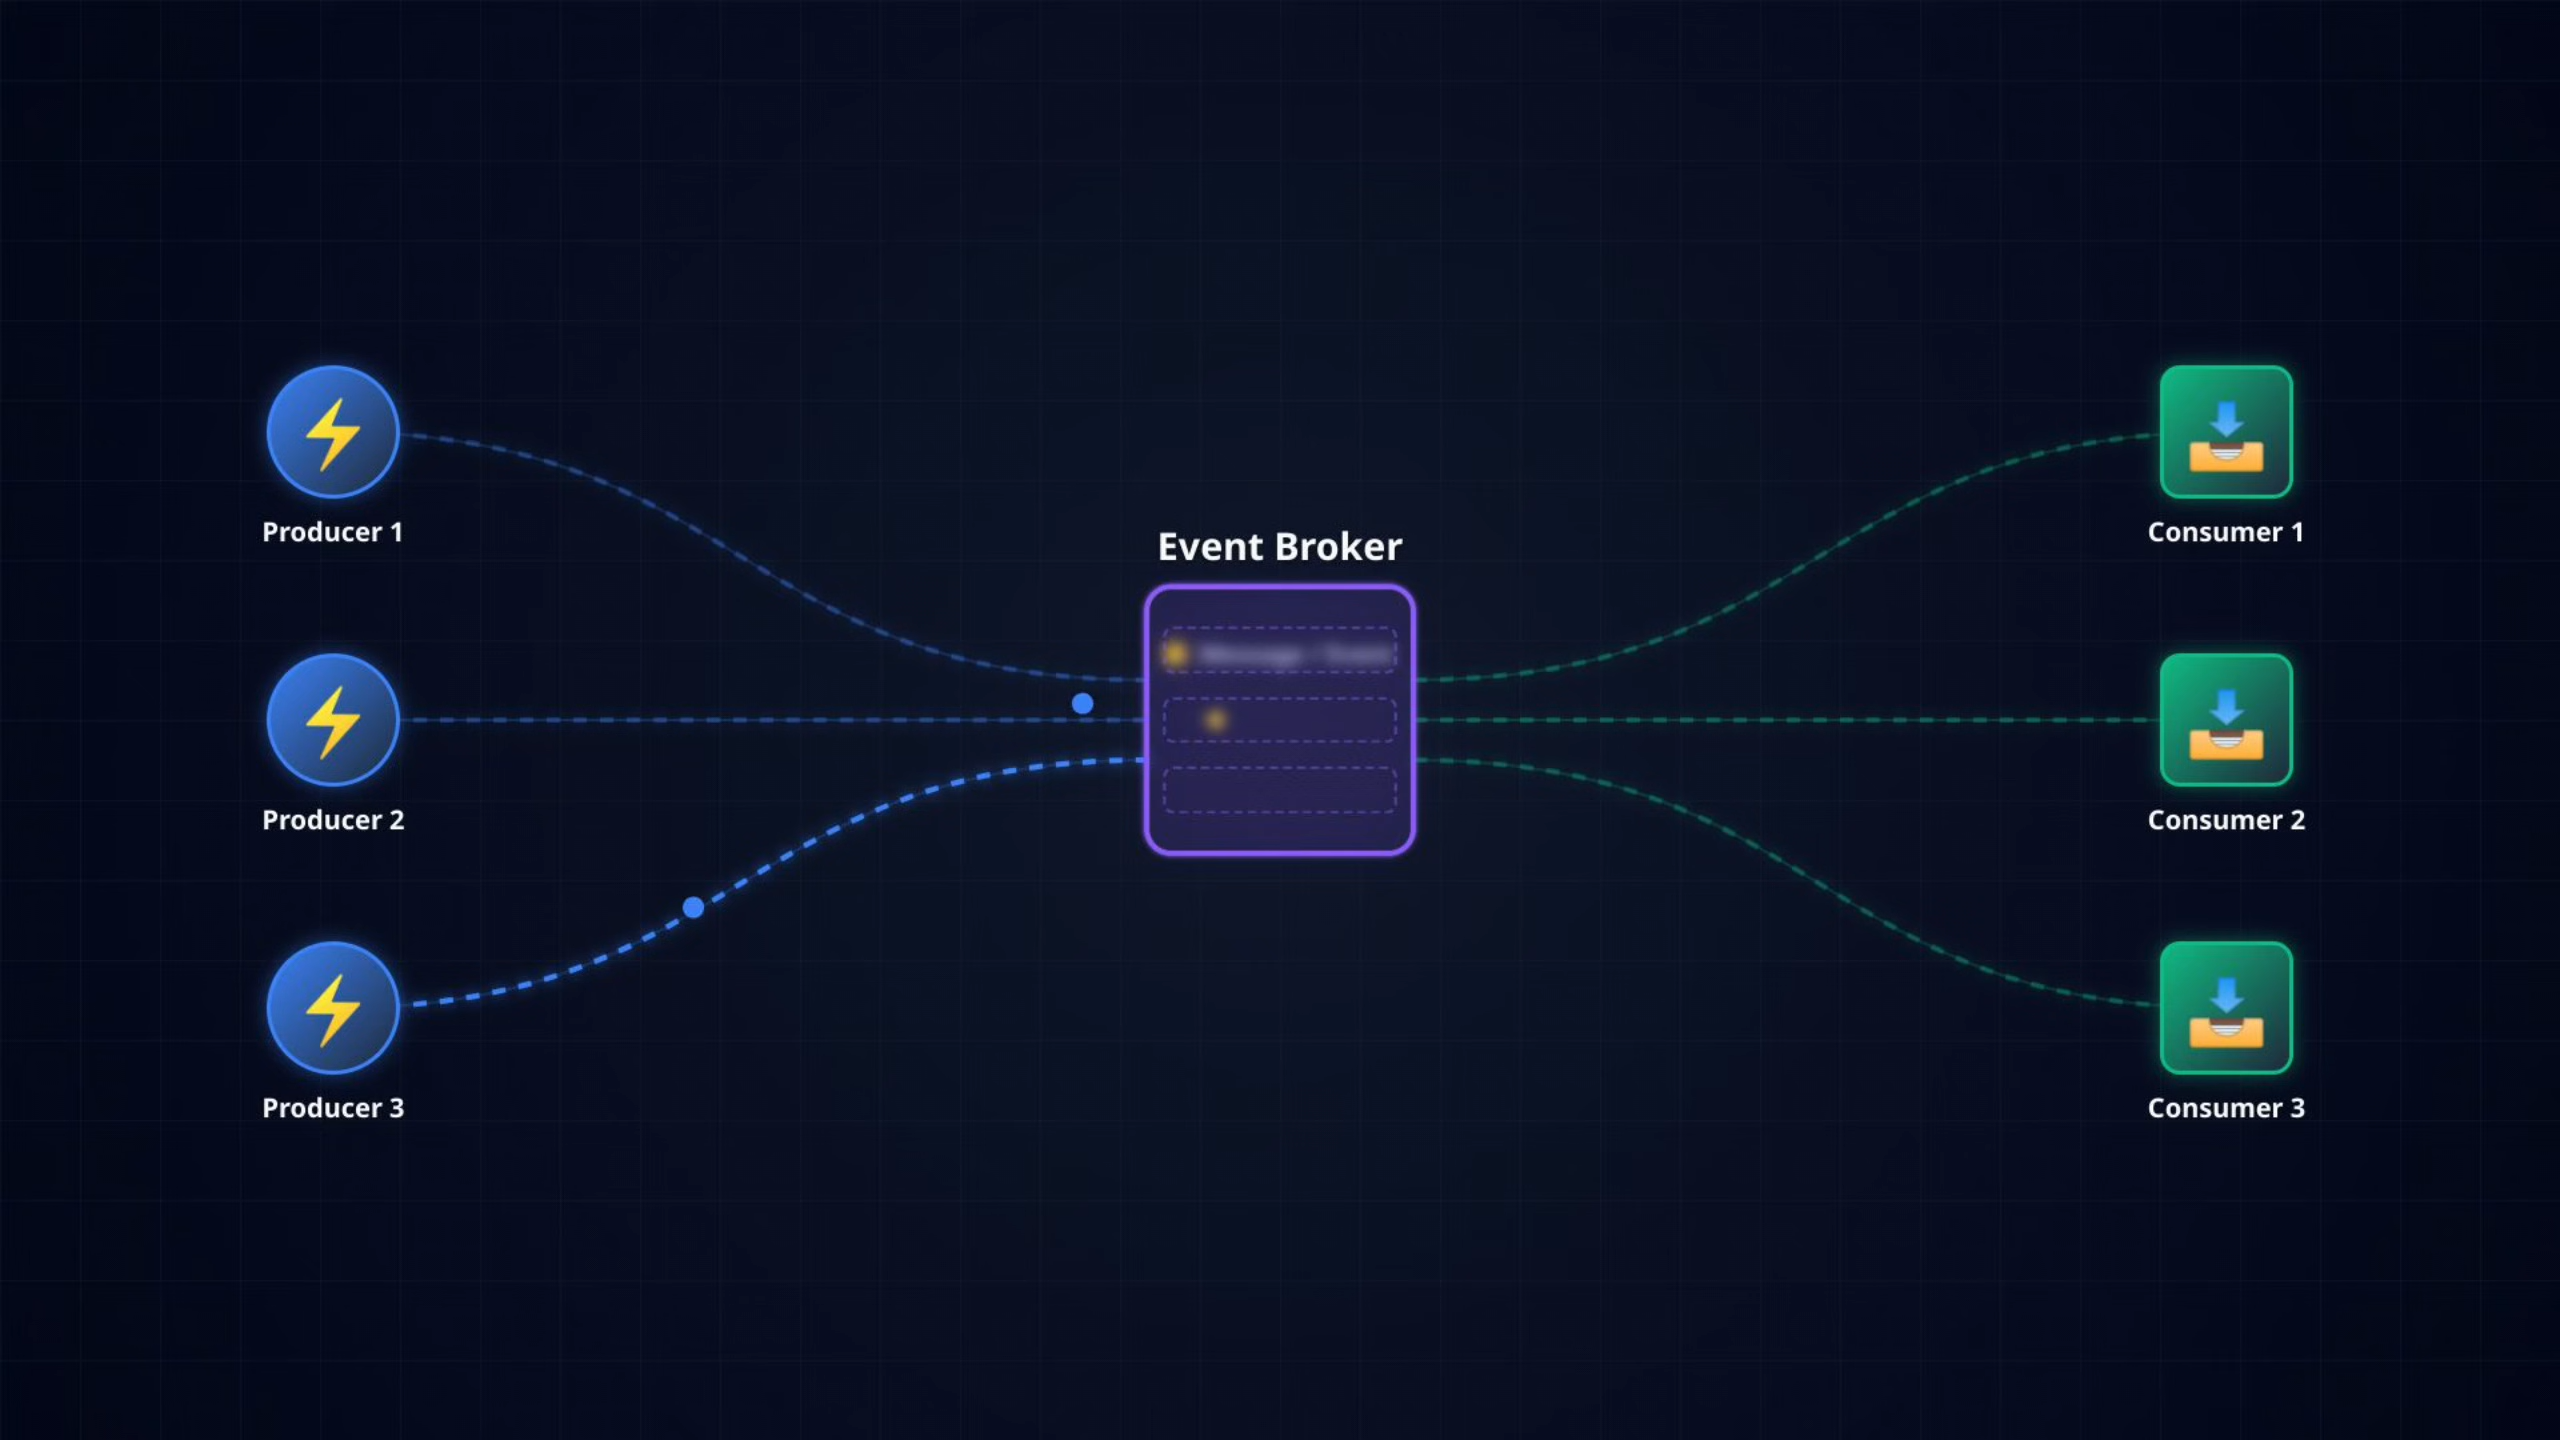 Producer 1
Producer 2
Producer 3
Event Broker
Consumer 1
Consumer 2
Consumer 3